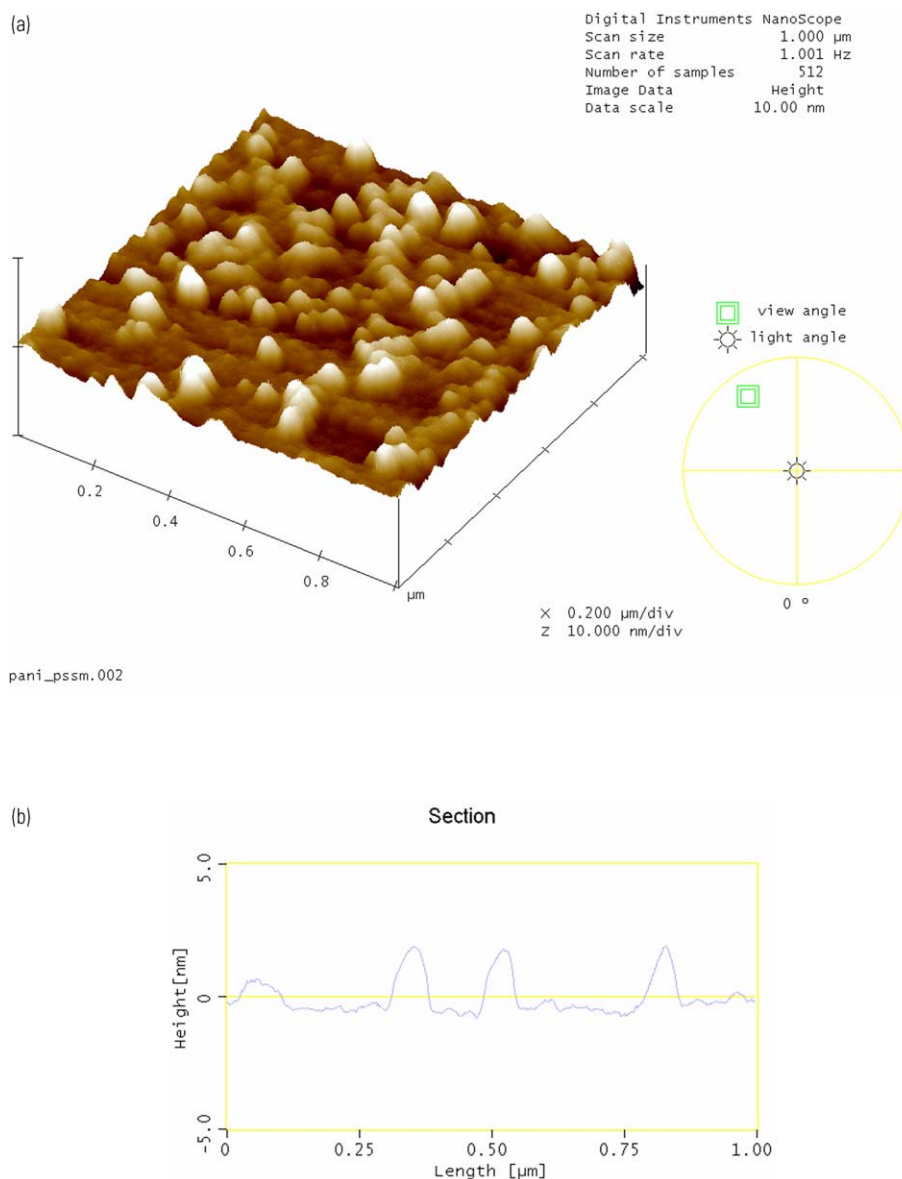 (a)
Digital Instruments NanoScope
Scan size 1.000 µm
Scan rate 1.001 Hz
Number of samples 512
Image Data Height
Data scale 10.00 nm
view angle
light angle
0.2
0.4
0.6
0.8
µm
0 º
X 0.200 µm/div
Z 10.000 nm/div
pani_pssm.002
(b)
Section
5.0
0
-5.0
Height[nm]
0 0.25 0.50 0.75 1.00
Length [µm]